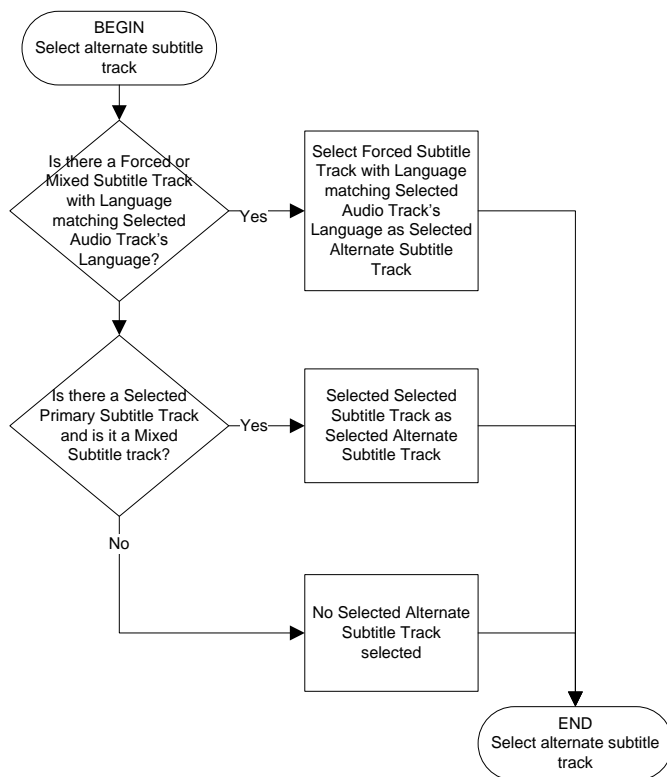 BEGIN
Select alternate subtitle
track
Is there a Forced or
Mixed Subtitle Track
with Language
matching Selected
Audio Track's
Language?
Yes
Select Forced Subtitle
Track with Language
matching Selected
Audio Track's
Language as Selected
Alternate Subtitle
Track
Is there a Selected
Primary Subtitle Track
and is it a Mixed
Subtitle track?
Yes
Selected Selected
Subtitle Track as
Selected Alternate
Subtitle Track
No
No Selected Alternate
Subtitle Track
selected
END
Select alternate subtitle
track